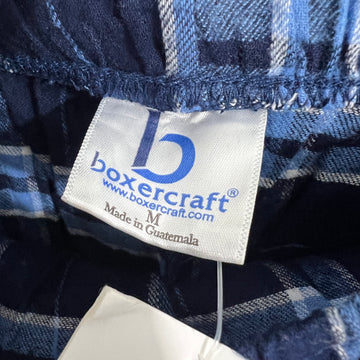 b
boxercraft®
www.boxercraft.com
M
Made in Guatemala